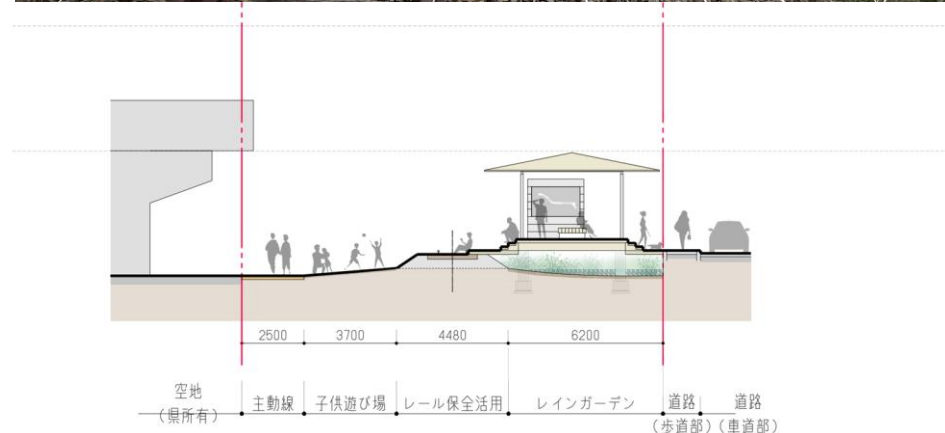 2500 3700 4480 6200
空地
(県所有)
主動線 子供遊び場 レール保全活用 レインガーデン 道路 道路
(歩道部) (車道部)